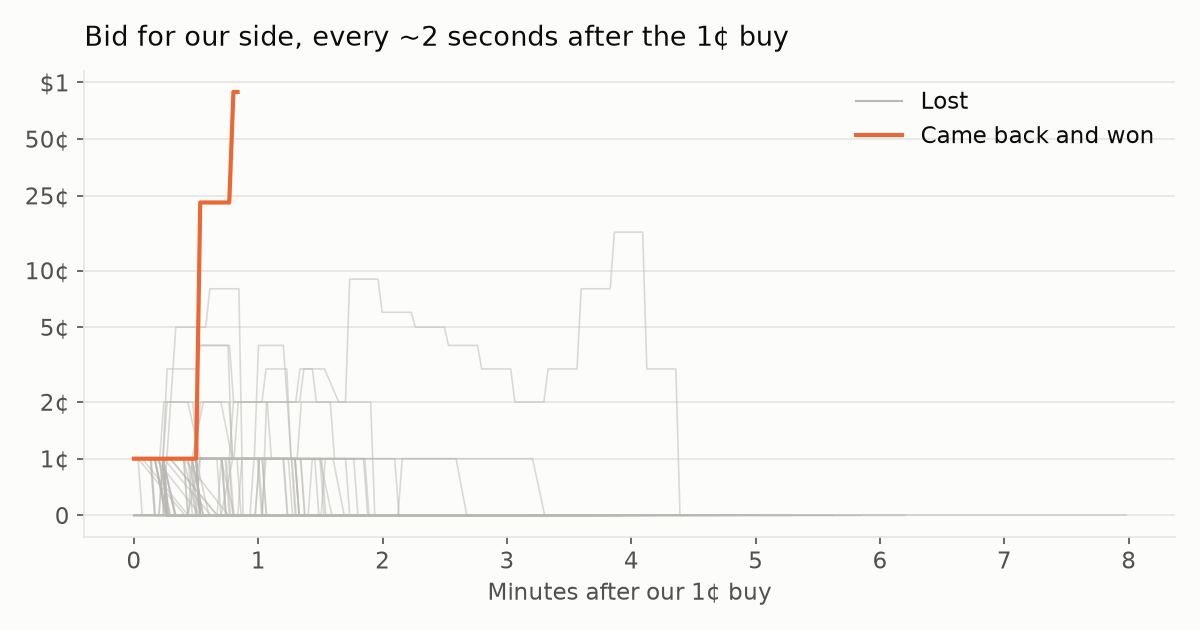 Bid for our side, every ~2 seconds after the 1¢ buy
$1
50¢
25¢
10¢
5¢
2¢
1¢
0
Lost
Came back and won
0 1 2 3 4 5 6 7 8
Minutes after our 1¢ buy